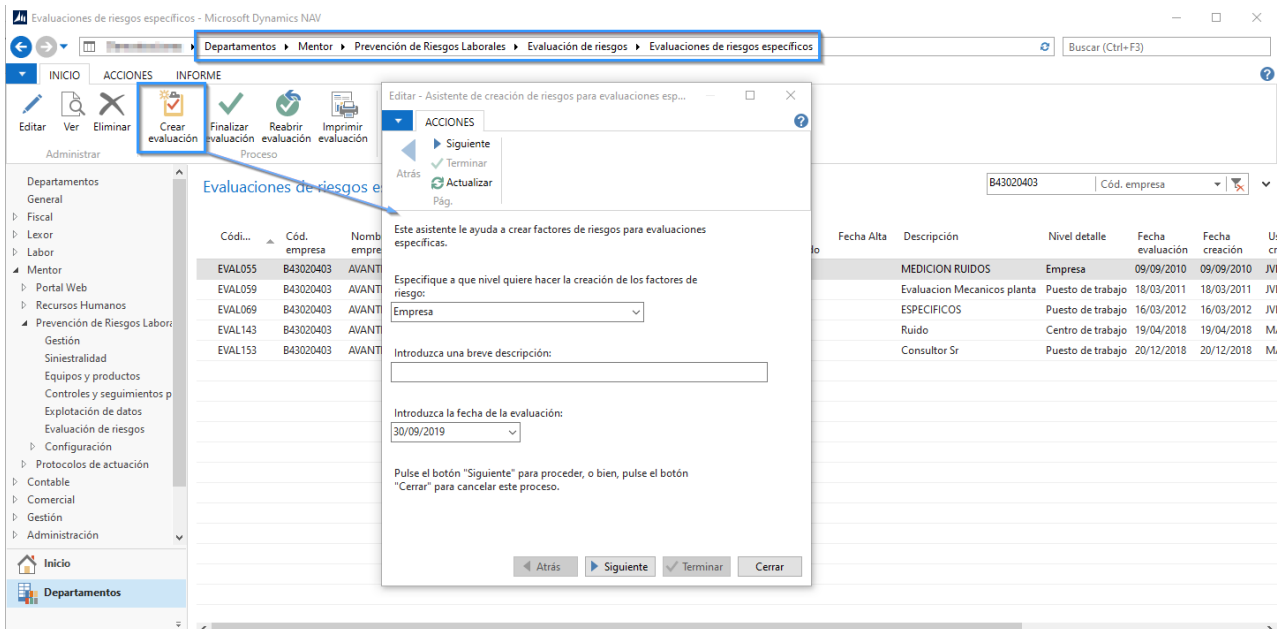 Evaluaciones de riesgos específicos - Microsoft Dynamics NAV
Departamentos Mentor Prevención de Riesgos Laborales Evaluación de riesgos Evaluaciones de riesgos específicos
Buscar (Ctrl+F3)
INICIO ACCIONES INFORME
Editar Ver Eliminar Crear evaluación Finalizar evaluación Reabrir evaluación Imprimir evaluación
Administrar Proceso
Departamentos
General
Fiscal
Lexor
Labor
Mentor
Portal Web
Recursos Humanos
Prevención de Riesgos Labora
Gestión
Siniestralidad
Equipos y productos
Controles y seguimientos p
Explotación de datos
Evaluación de riesgos
Configuración
Protocolos de actuación
Contable
Comercial
Gestión
Administración
Inicio
Departamentos
Evaluaciones de riesgos e
B43020403 Cód. empresa
Códi... Cód. empresa Nomb empre Fecha Alta Descripción Nivel detalle Fecha evaluación Fecha creación
EVAL055 B43020403 AVANT MEDICION RUIDOS Empresa 09/09/2010 09/09/2010 JVI
EVAL059 B43020403 AVANT Evaluacion Mecanicos planta Puesto de trabajo 18/03/2011 18/03/2011 JVI
EVAL069 B43020403 AVANT ESPECIFICOS Puesto de trabajo 16/03/2012 16/03/2012 JVI
EVAL143 B43020403 AVANT Ruido Centro de trabajo 19/04/2018 19/04/2018 MA
EVAL153 B43020403 AVANT Consultor Sr Puesto de trabajo 20/12/2018 20/12/2018 MA
Editar - Asistente de creación de riesgos para evaluaciones esp...
ACCIONES
Atrás
Siguiente
Terminar
Actualizar
Pág.
Este asistente le ayuda a crear factores de riesgos para evaluaciones
específicas.
Especifique a que nivel quiere hacer la creación de los factores de
riesgo:
Empresa
Introduzca una breve descripción:
Introduzca la fecha de la evaluación:
30/09/2019
Pulse el botón "Siguiente" para proceder, o bien, pulse el botón
"Cerrar" para cancelar este proceso.
Atrás Siguiente Terminar Cerrar